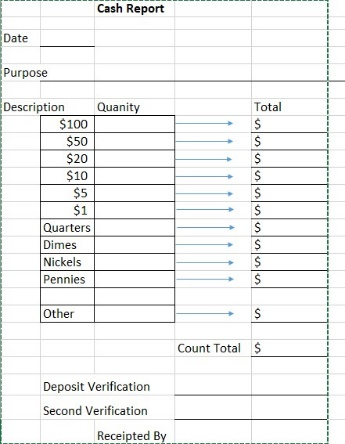 Cash Report
Date
Purpose
Description Quanity Total
$100 $
$50 $
$20 $
$10 $
$5 $
$1 $
Quarters $
Dimes $
Nickels $
Pennies $
Other $
Count Total $
Deposit Verification
Second Verification
Receipted By